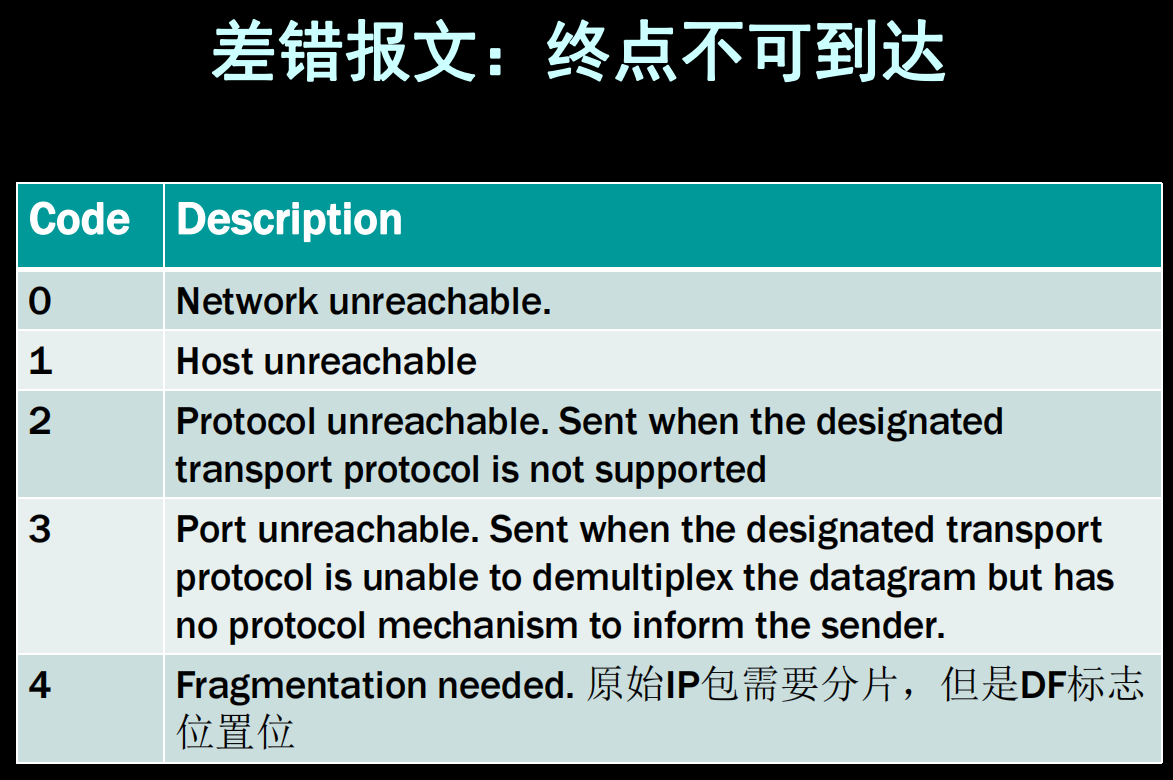 差错报文：终点不可到达
Code Description
0 Network unreachable.
1 Host unreachable
2 Protocol unreachable. Sent when the designated
transport protocol is not supported
3 Port unreachable. Sent when the designated transport
protocol is unable to demultiplex the datagram but has
no protocol mechanism to inform the sender.
4 Fragmentation needed. 原始IP包需要分片，但是DF标志
位置位